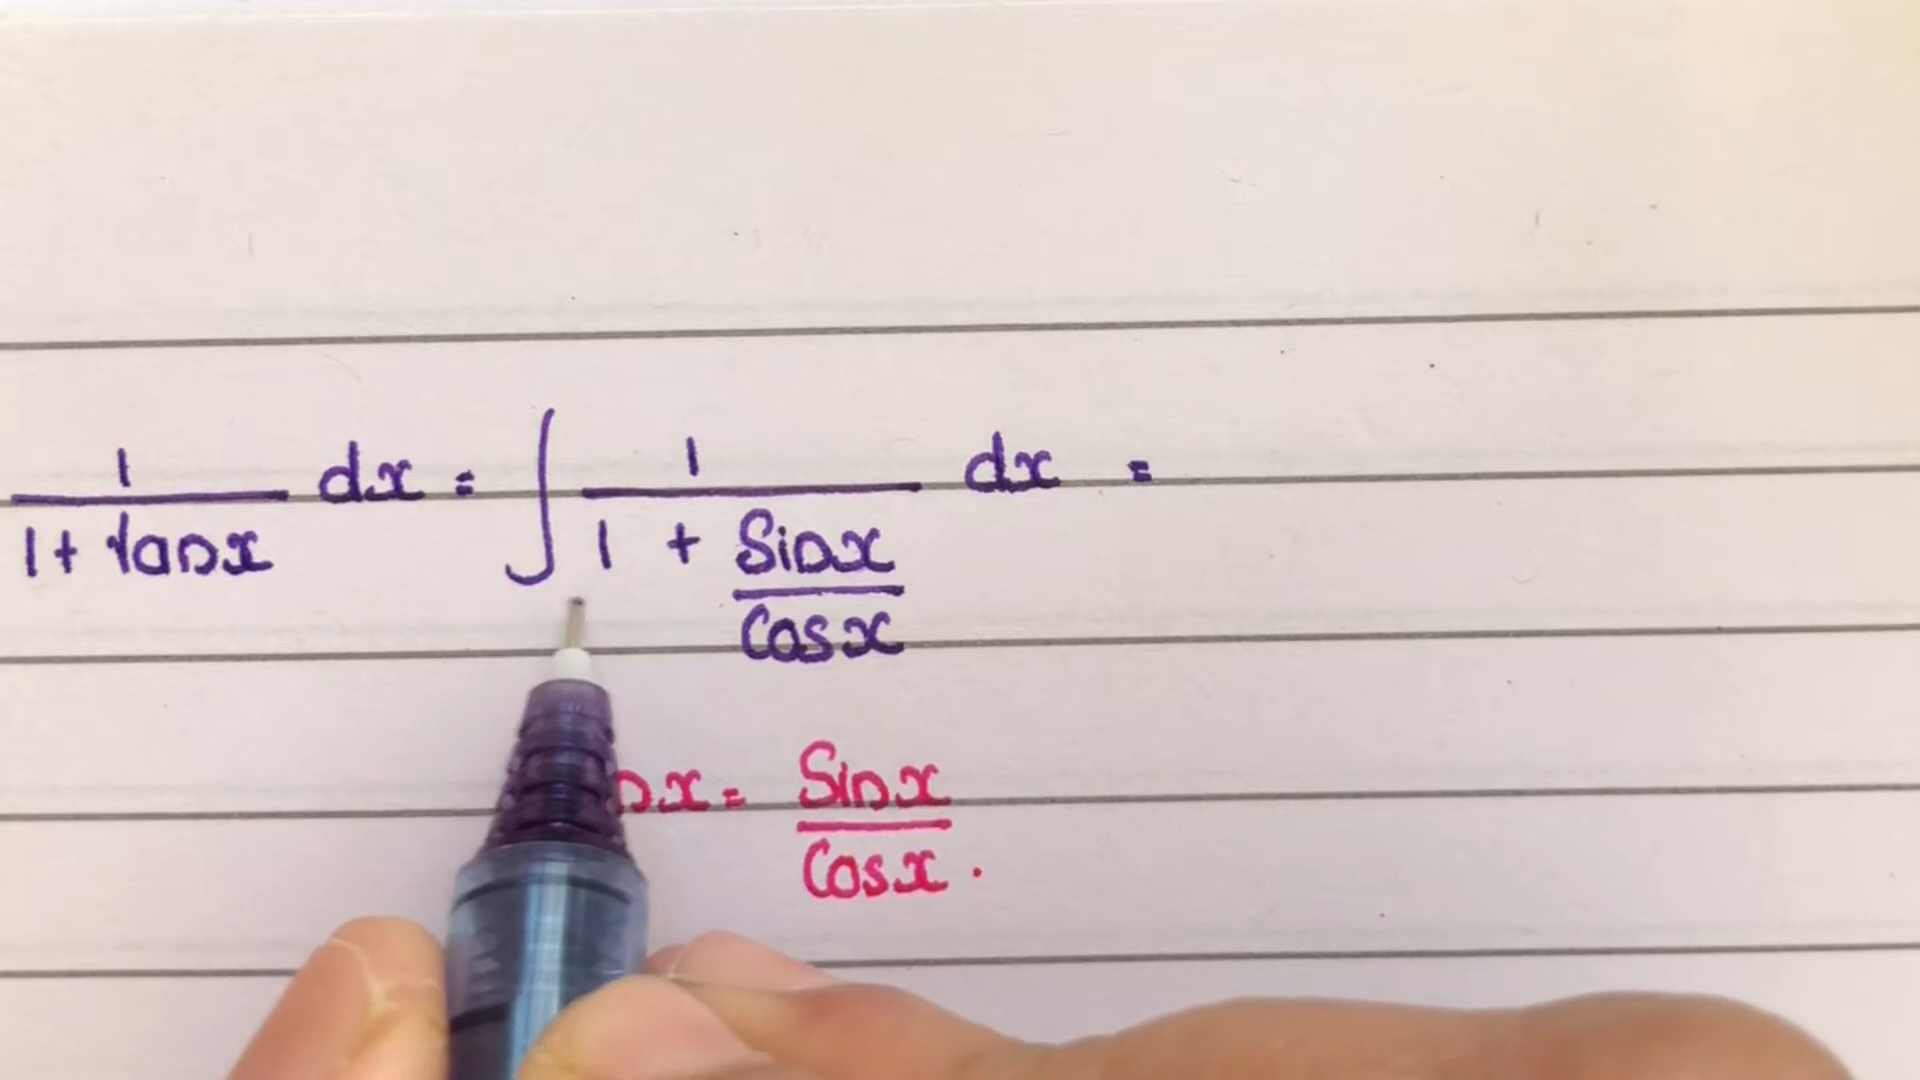 1/(1 + tanx) dx = ∫ 1/(1 + Sinx/Cosx) dx =
nx = Sinx/Cosx .